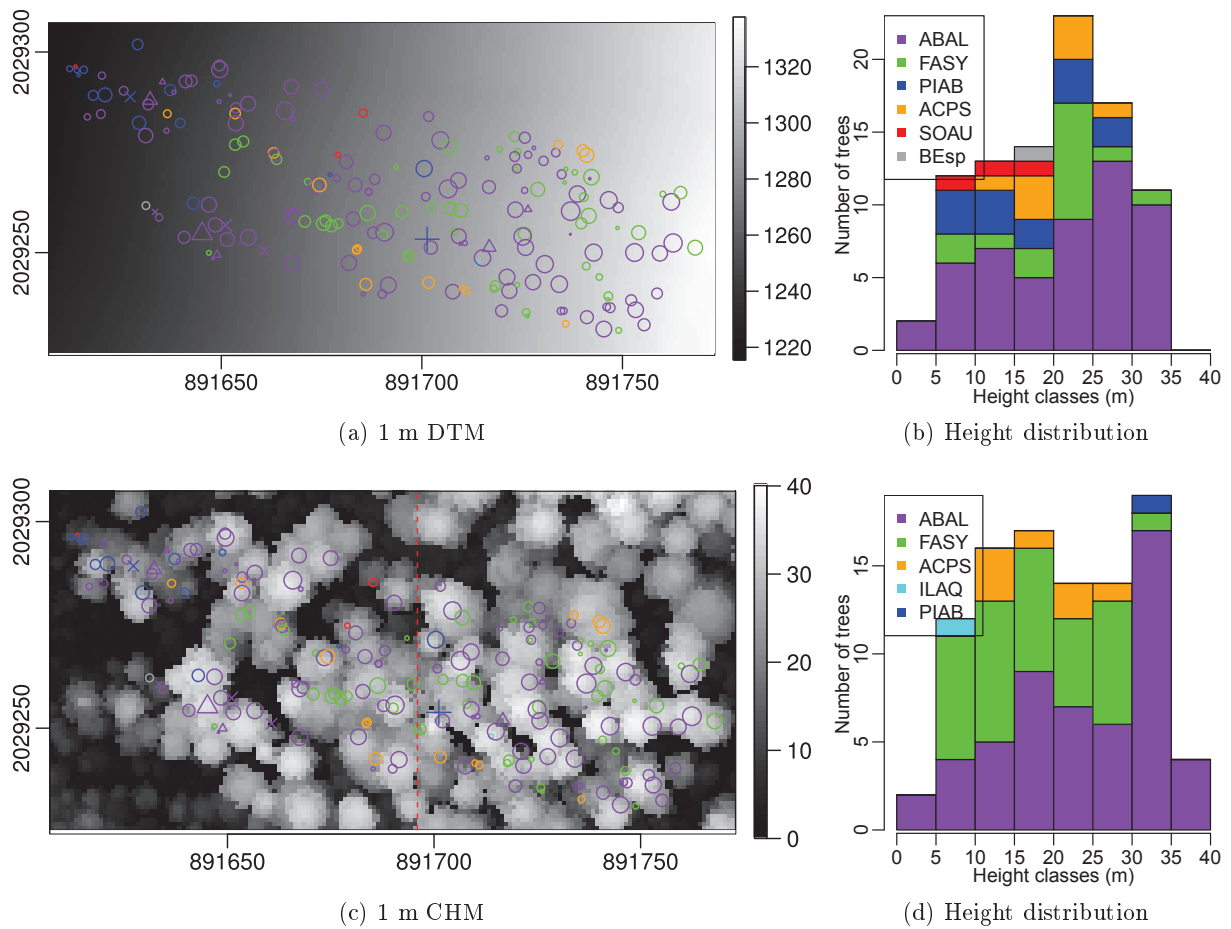 2029300
2029250
891650
891700
891750
1320
1300
1280
1260
1240
1220
(a) 1 m DTM
ABAL
FASY
PIAB
ACPS
SOAU
BEsp
Number of trees
0
5
10
15
20
0 5 10 15 20 25 30 35 40
Height classes (m)
(b) Height distribution
2029300
2029250
891650
891700
891750
40
30
20
10
0
(c) 1 m CHM
ABAL
FASY
ACPS
ILAQ
PIAB
Number of trees
0
5
10
15
0 5 10 15 20 25 30 35 40
Height classes (m)
(d) Height distribution